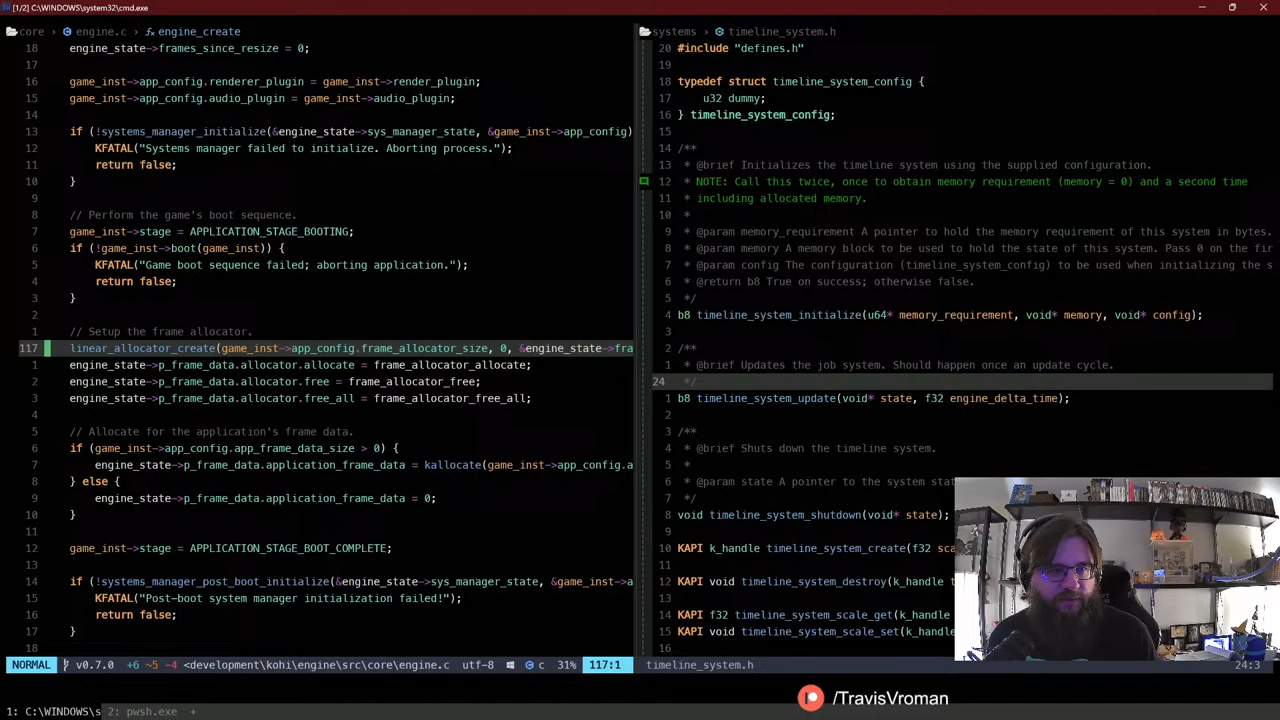 [1/2] C:\WINDOWS\system32\cmd.exe
core › engine.c › engine_create
18 engine_state->frames_since_resize = 0;
17
16 game_inst->app_config.renderer_plugin = game_inst->render_plugin;
15 game_inst->app_config.audio_plugin = game_inst->audio_plugin;
14
13 if (!systems_manager_initialize(&engine_state->sys_manager_state, &game_inst->app_config)
12 KFATAL("Systems manager failed to initialize. Aborting process.");
11 return false;
10 }
9
8 // Perform the game's boot sequence.
7 game_inst->stage = APPLICATION_STAGE_BOOTING;
6 if (!game_inst->boot(game_inst)) {
5 KFATAL("Game boot sequence failed; aborting application.");
4 return false;
3 }
2
1 // Setup the frame allocator.
117 linear_allocator_create(game_inst->app_config.frame_allocator_size, 0, &engine_state->fra
1 engine_state->p_frame_data.allocator.allocate = frame_allocator_allocate;
2 engine_state->p_frame_data.allocator.free = frame_allocator_free;
3 engine_state->p_frame_data.allocator.free_all = frame_allocator_free_all;
4
5 // Allocate for the application's frame data.
6 if (game_inst->app_config.app_frame_data_size > 0) {
7 engine_state->p_frame_data.application_frame_data = kallocate(game_inst->app_config.a
8 } else {
9 engine_state->p_frame_data.application_frame_data = 0;
10 }
11
12 game_inst->stage = APPLICATION_STAGE_BOOT_COMPLETE;
13
14 if (!systems_manager_post_boot_initialize(&engine_state->sys_manager_state, &game_inst->a
15 KFATAL("Post-boot system manager initialization failed!");
16 return false;
17 }
18
systems › timeline_system.h
20 #include "defines.h"
19
18 typedef struct timeline_system_config {
17 u32 dummy;
16 } timeline_system_config;
15
14 /**
13 * @brief Initializes the timeline system using the supplied configuration.
12 * NOTE: Call this twice, once to obtain memory requirement (memory = 0) and a second time
11 * including allocated memory.
10 *
9 * @param memory_requirement A pointer to hold the memory requirement of this system in bytes.
8 * @param memory A memory block to be used to hold the state of this system. Pass 0 on the fir
7 * @param config The configuration (timeline_system_config) to be used when initializing the s
6 * @return b8 True on success; otherwise false.
5 */
4 b8 timeline_system_initialize(u64* memory_requirement, void* memory, void* config);
3
2 /**
1 * @brief Updates the job system. Should happen once an update cycle.
24 */
1 b8 timeline_system_update(void* state, f32 engine_delta_time);
2
3 /**
4 * @brief Shuts down the timeline system.
5 *
6 * @param state A pointer to the system stat
7 */
8 void timeline_system_shutdown(void* state);
10 KAPI k_handle timeline_system_create(f32 sca
11
12 KAPI void timeline_system_destroy(k_handle t
13
14 KAPI f32 timeline_system_scale_get(k_handle
15 KAPI void timeline_system_scale_set(k_handle
16
NORMAL v0.7.0 +6 ~5 -4 <development\kohi\engine\src\core\engine.c utf-8 c 31% 117:1
timeline_system.h 24:3
/TravisVroman
1: C:\WINDOWS\s 2: pwsh.exe +